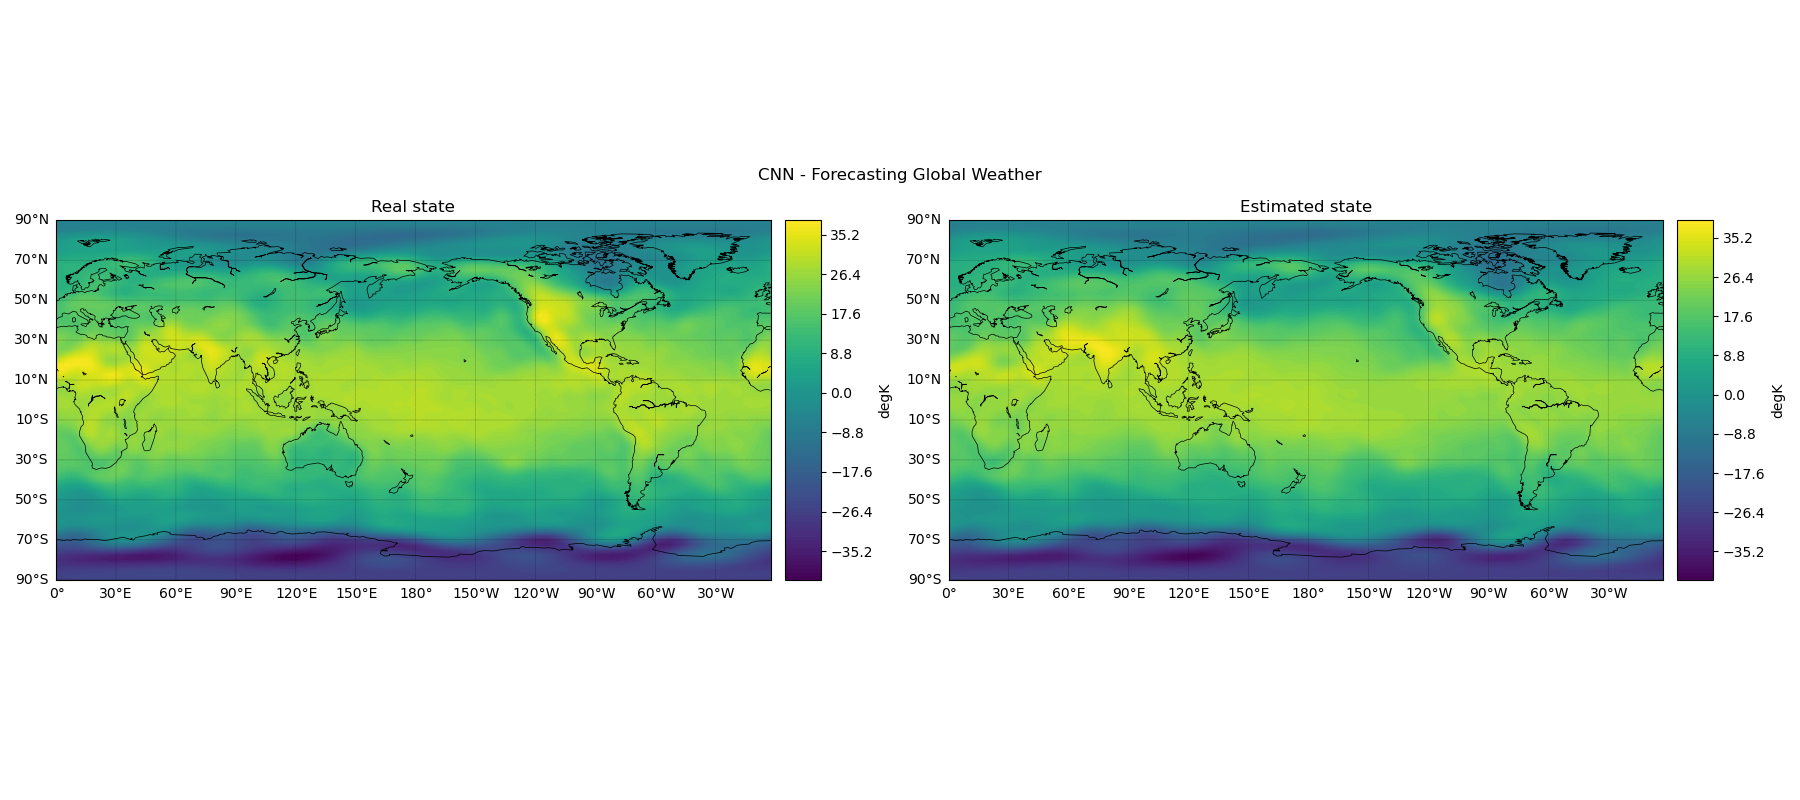 CNN - Forecasting Global Weather
Real state
90°N
70°N
50°N
30°N
10°N
10°S
30°S
50°S
70°S
90°S
0° 30°E 60°E 90°E 120°E 150°E 180° 150°W 120°W 90°W 60°W 30°W
35.2
26.4
17.6
8.8
0.0
−8.8
−17.6
−26.4
−35.2
degK
Estimated state
90°N
70°N
50°N
30°N
10°N
10°S
30°S
50°S
70°S
90°S
0° 30°E 60°E 90°E 120°E 150°E 180° 150°W 120°W 90°W 60°W 30°W
35.2
26.4
17.6
8.8
0.0
−8.8
−17.6
−26.4
−35.2
degK